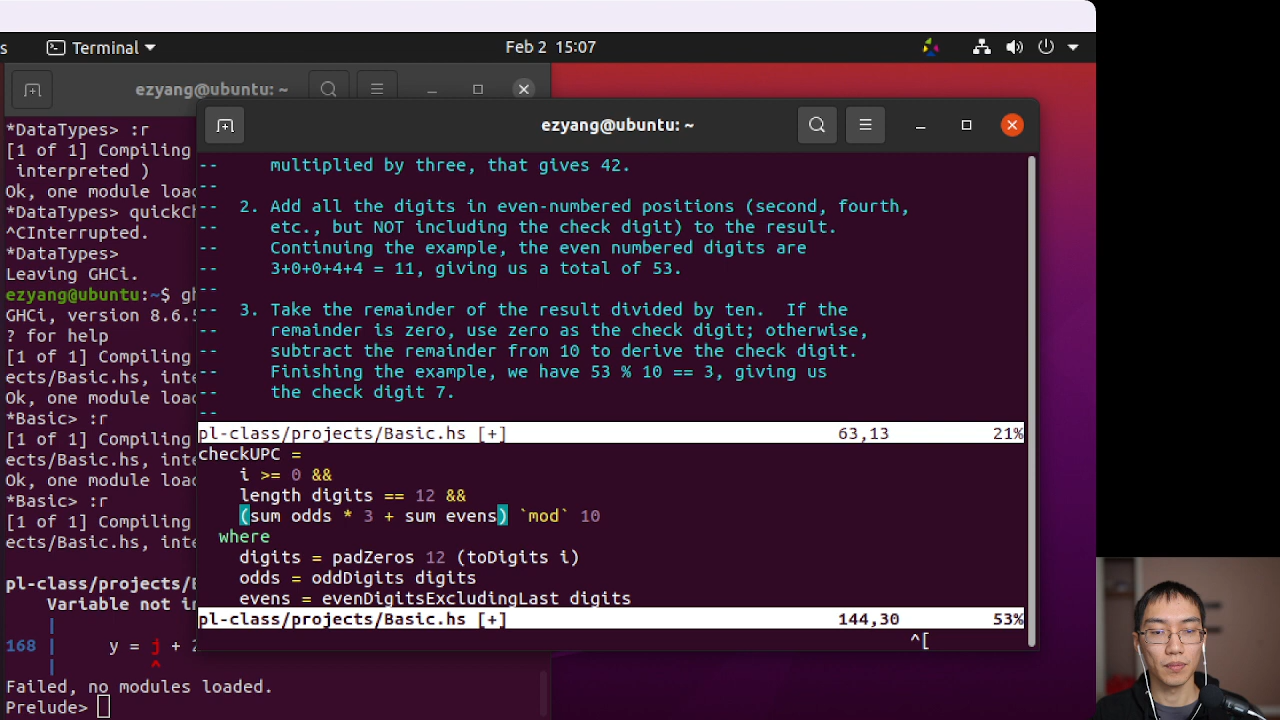 s Terminal Feb 2 15:07
ezyang@ubuntu: ~
*DataTypes> :r
[1 of 1] Compiling
interpreted )
Ok, one module load
*DataTypes> quickCh
^CInterrupted.
*DataTypes>
Leaving GHCi.
ezyang@ubuntu:~$ gh
GHCi, version 8.6.5
? for help
[1 of 1] Compiling
ects/Basic.hs, inte
Ok, one module load
*Basic> :r
[1 of 1] Compiling
ects/Basic.hs, inte
Ok, one module load
*Basic> :r
[1 of 1] Compiling
ects/Basic.hs, inte
pl-class/projects/B
Variable not in
|
168 | y = j + 2
| ^
Failed, no modules loaded.
Prelude>
ezyang@ubuntu: ~
-- multiplied by three, that gives 42.
--
-- 2. Add all the digits in even-numbered positions (second, fourth,
-- etc., but NOT including the check digit) to the result.
-- Continuing the example, the even numbered digits are
-- 3+0+0+4+4 = 11, giving us a total of 53.
--
-- 3. Take the remainder of the result divided by ten. If the
-- remainder is zero, use zero as the check digit; otherwise,
-- subtract the remainder from 10 to derive the check digit.
-- Finishing the example, we have 53 % 10 == 3, giving us
-- the check digit 7.
--
pl-class/projects/Basic.hs [+] 63,13 21%
checkUPC =
i >= 0 &&
length digits == 12 &&
(sum odds * 3 + sum evens) `mod` 10
where
digits = padZeros 12 (toDigits i)
odds = oddDigits digits
evens = evenDigitsExcludingLast digits
pl-class/projects/Basic.hs [+] 144,30 53%
^[